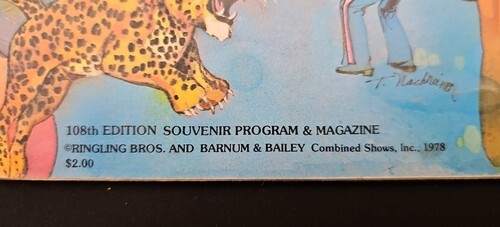 108th EDITION SOUVENIR PROGRAM & MAGAZINE
©RINGLING BROS. AND BARNUM & BAILEY Combined Shows, Inc., 1978
$2.00